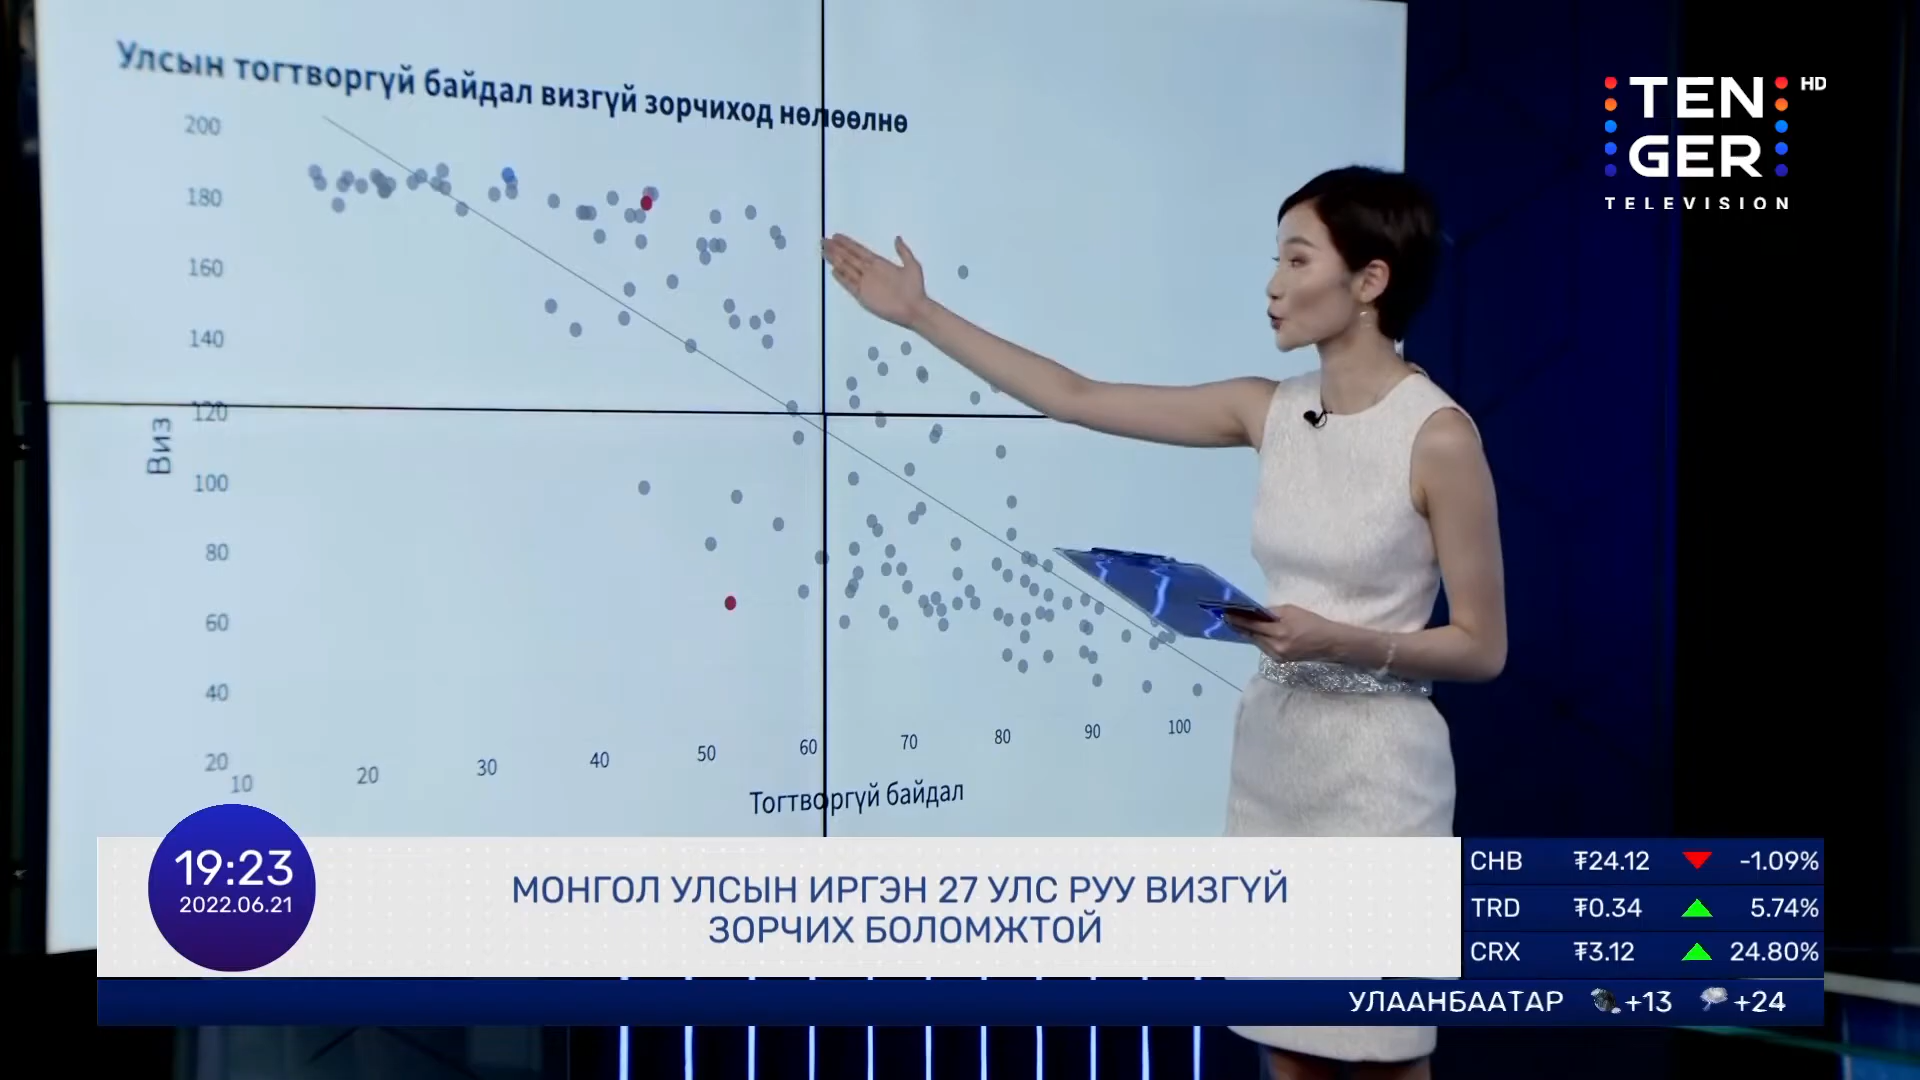 Улсын тогтворгүй байдал визгүй зорчиход нөлөөлнө
200
180
160
140
120
100
80
60
40
20
Виз
10 20 30 40 50 60 70 80 90 100
Тогтворгүй байдал
TEN HD
GER
TELEVISION
19:23
2022.06.21
МОНГОЛ УЛСЫН ИРГЭН 27 УЛС РУУ ВИЗГҮЙ
ЗОРЧИХ БОЛОМЖТОЙ
CHB ₮24.12 -1.09%
TRD ₮0.34 5.74%
CRX ₮3.12 24.80%
УЛААНБААТАР +13 +24